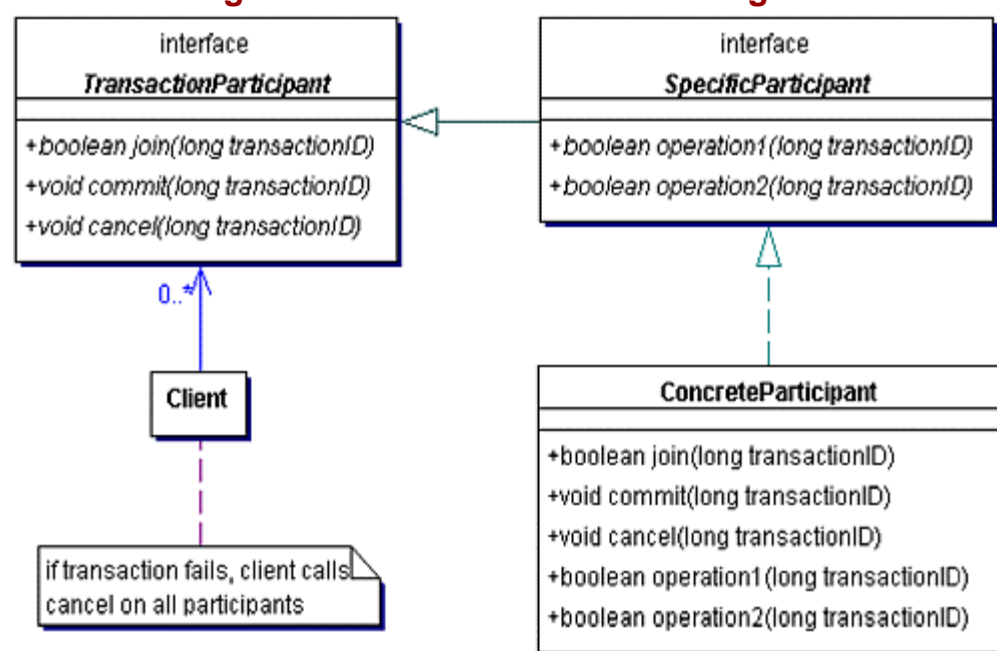 interface
TransactionParticipant
+boolean join(long transactionID)
+void commit(long transactionID)
+void cancel(long transactionID)
interface
SpecificParticipant
+boolean operation1(long transactionID)
+boolean operation2(long transactionID)
0..*
Client
if transaction fails, client calls
cancel on all participants
ConcreteParticipant
+boolean join(long transactionID)
+void commit(long transactionID)
+void cancel(long transactionID)
+boolean operation1(long transactionID)
+boolean operation2(long transactionID)